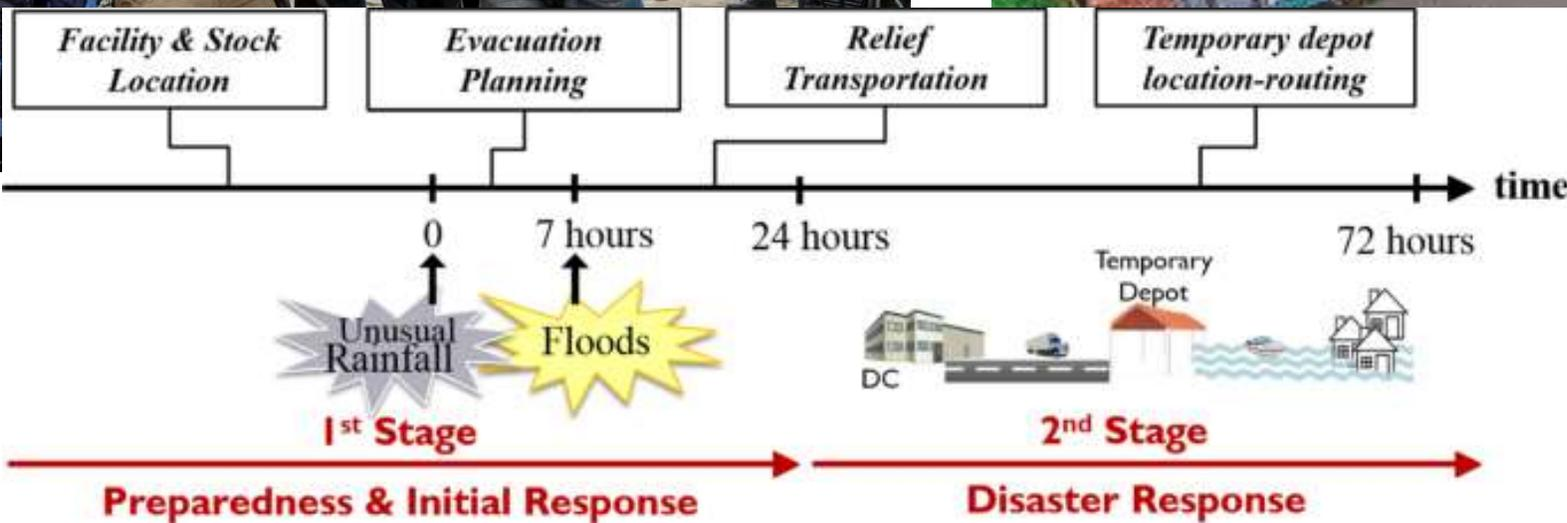 Facility & Stock
Location
Evacuation
Planning
Relief
Transportation
Temporary depot
location-routing
time
0
7 hours
24 hours
72 hours
Unusual
Rainfall
Floods
Temporary
Depot
DC
1st Stage
2nd Stage
Preparedness & Initial Response
Disaster Response